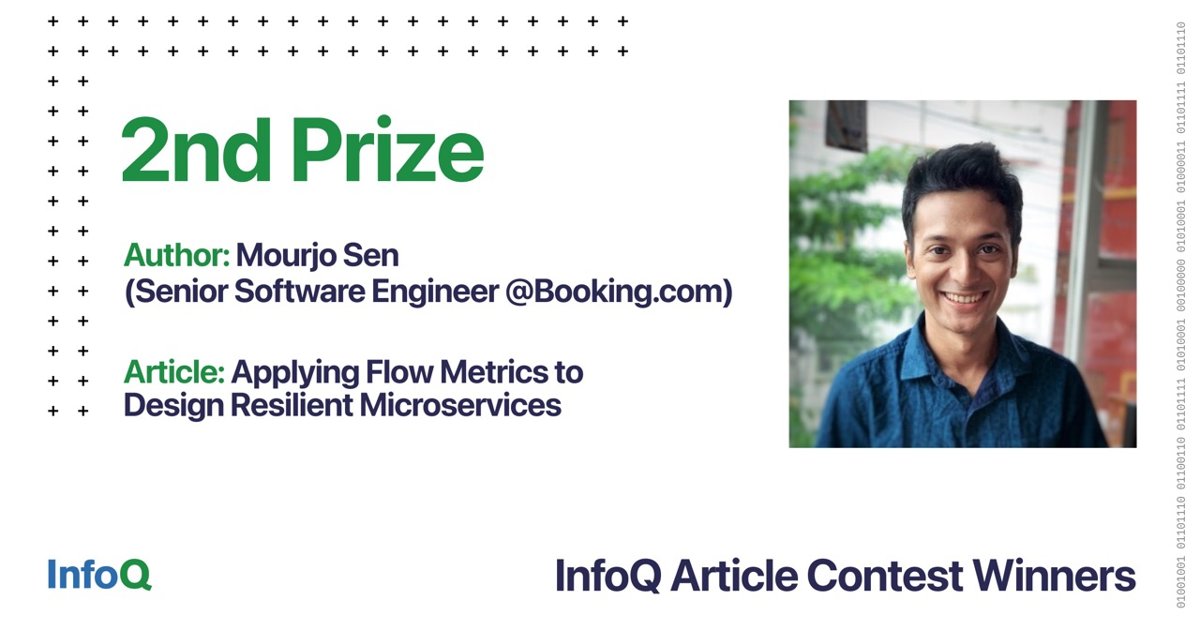 2nd Prize
Author: Mourjo Sen
(Senior Software Engineer @Booking.com)
Article: Applying Flow Metrics to
Design Resilient Microservices
InfoQ
InfoQ Article Contest Winners
01001001 01101110 01100110 01101111 01010001 00100000 01010001 01000011 01101111 01101110